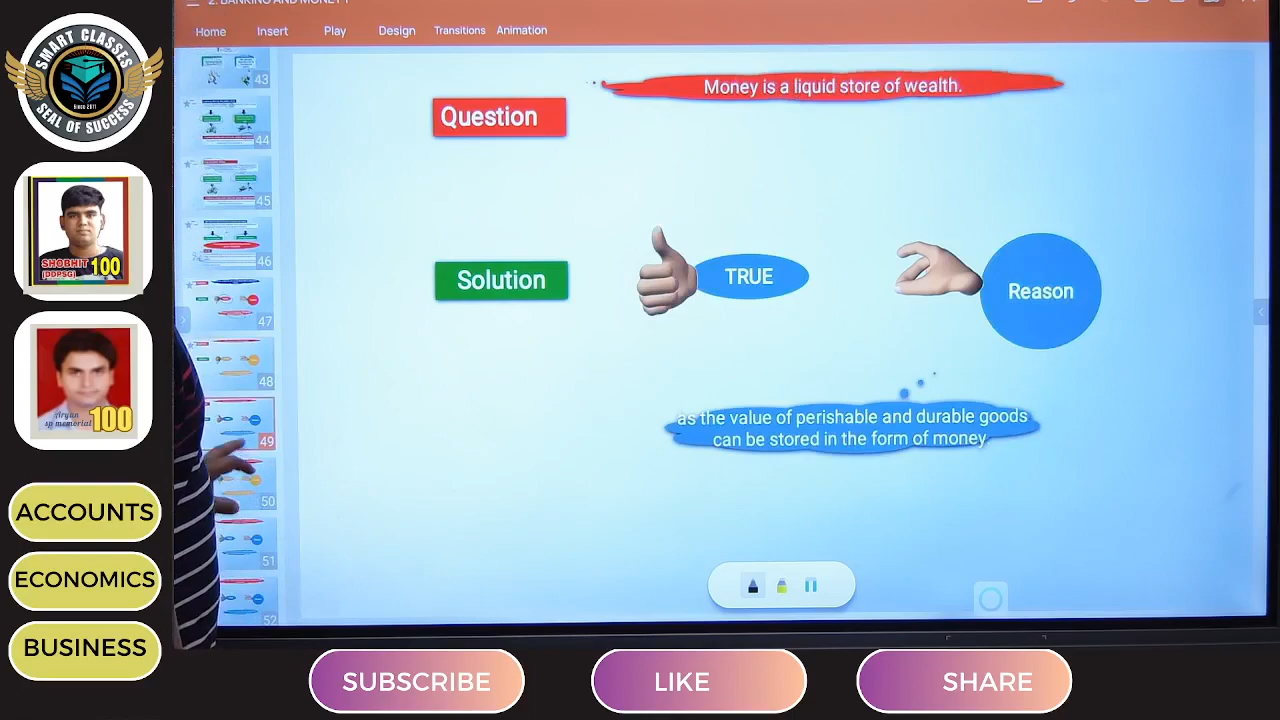 SMART CLASSES
Since 2011
SEAL OF SUCCESS
SHOBHIT 100
(DDPSG)
Aryan
sp memorial 100
ACCOUNTS
ECONOMICS
BUSINESS
2. BANKING AND MONEY
Home Insert Play Design Transitions Animation
43
44
45
46
47
48
49
50
51
52
Money is a liquid store of wealth.
Question
Solution
TRUE
Reason
as the value of perishable and durable goods
can be stored in the form of money
SUBSCRIBE
LIKE
SHARE